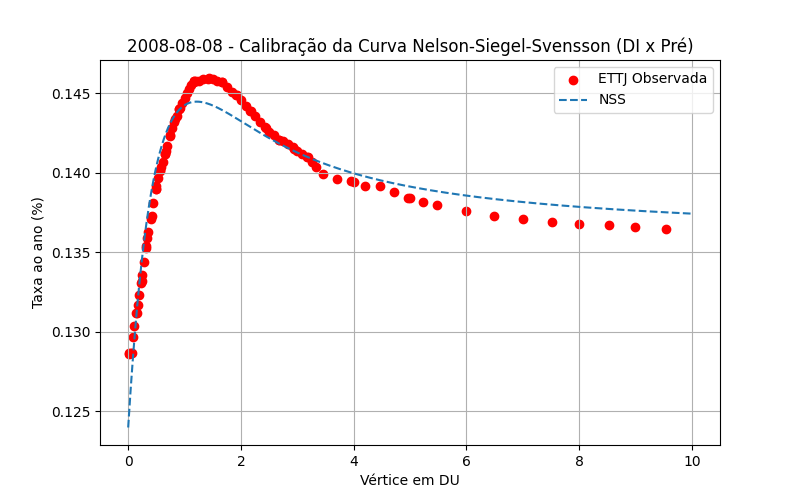 2008-08-08 - Calibração da Curva Nelson-Siegel-Svensson (DI x Pré)
ETTJ Observada
NSS
Taxa ao ano (%)
0.145
0.140
0.135
0.130
0.125
0 2 4 6 8 10
Vértice em DU